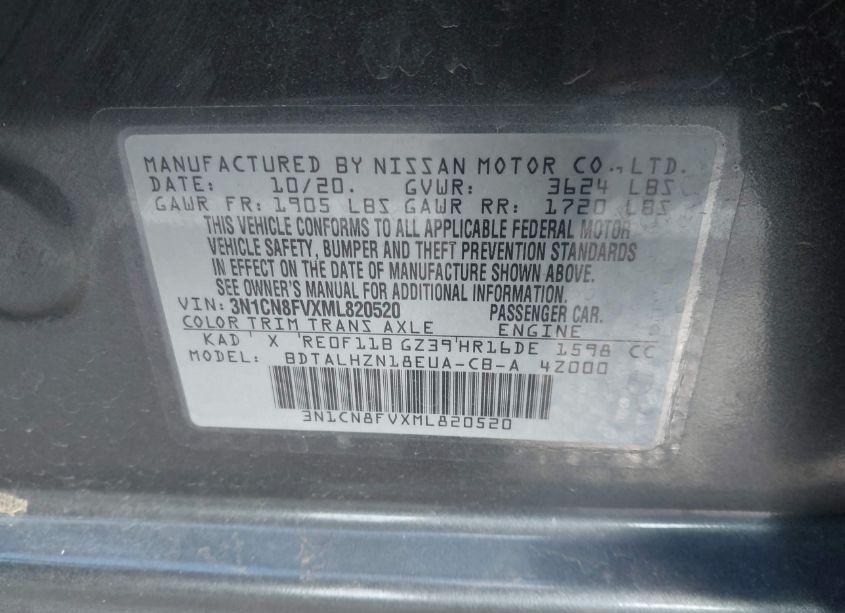 MANUFACTURED BY NISSAN MOTOR CO., LTD.
DATE: 10/20. GVWR: 3624 LBS
GAWR FR: 1905 LBS GAWR RR: 1720 LBS
THIS VEHICLE CONFORMS TO ALL APPLICABLE FEDERAL MOTOR
VEHICLE SAFETY, BUMPER AND THEFT PREVENTION STANDARDS
IN EFFECT ON THE DATE OF MANUFACTURE SHOWN ABOVE.
SEE OWNER'S MANUAL FOR ADDITIONAL INFORMATION.
VIN: 3N1CN8FVXML820520 PASSENGER CAR.
COLOR TRIM TRANS AXLE ENGINE
KAD X RE0F11B GZ39 HR16DE 1598 CC
MODEL: BDTALHZN18EUA-CB-A 4Z000
3N1CN8FVXML820520